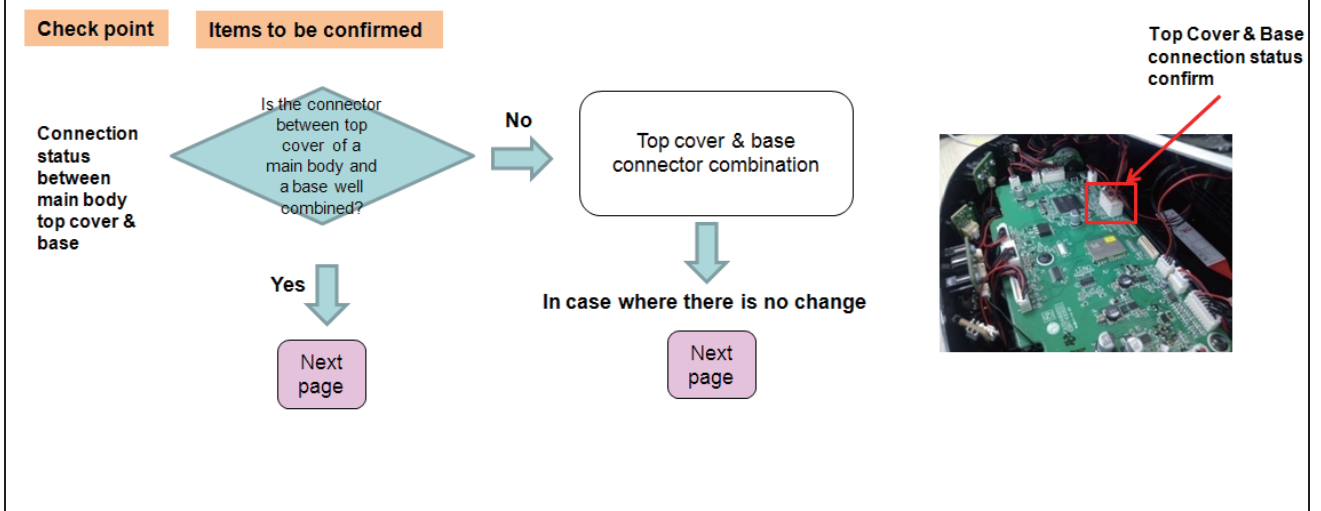 Check point
Items to be confirmed
Top Cover & Base
connection status
confirm
Connection
status
between
main body
top cover &
base
Is the connector
between top
cover of a
main body and
a base well
combined?
No
Top cover & base
connector combination
Yes
In case where there is no change
Next
page
Next
page